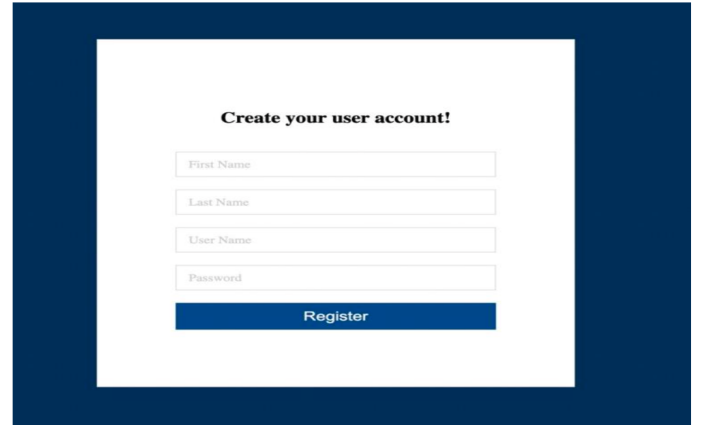 Create your user account!
First Name
Last Name
User Name
Password
Register